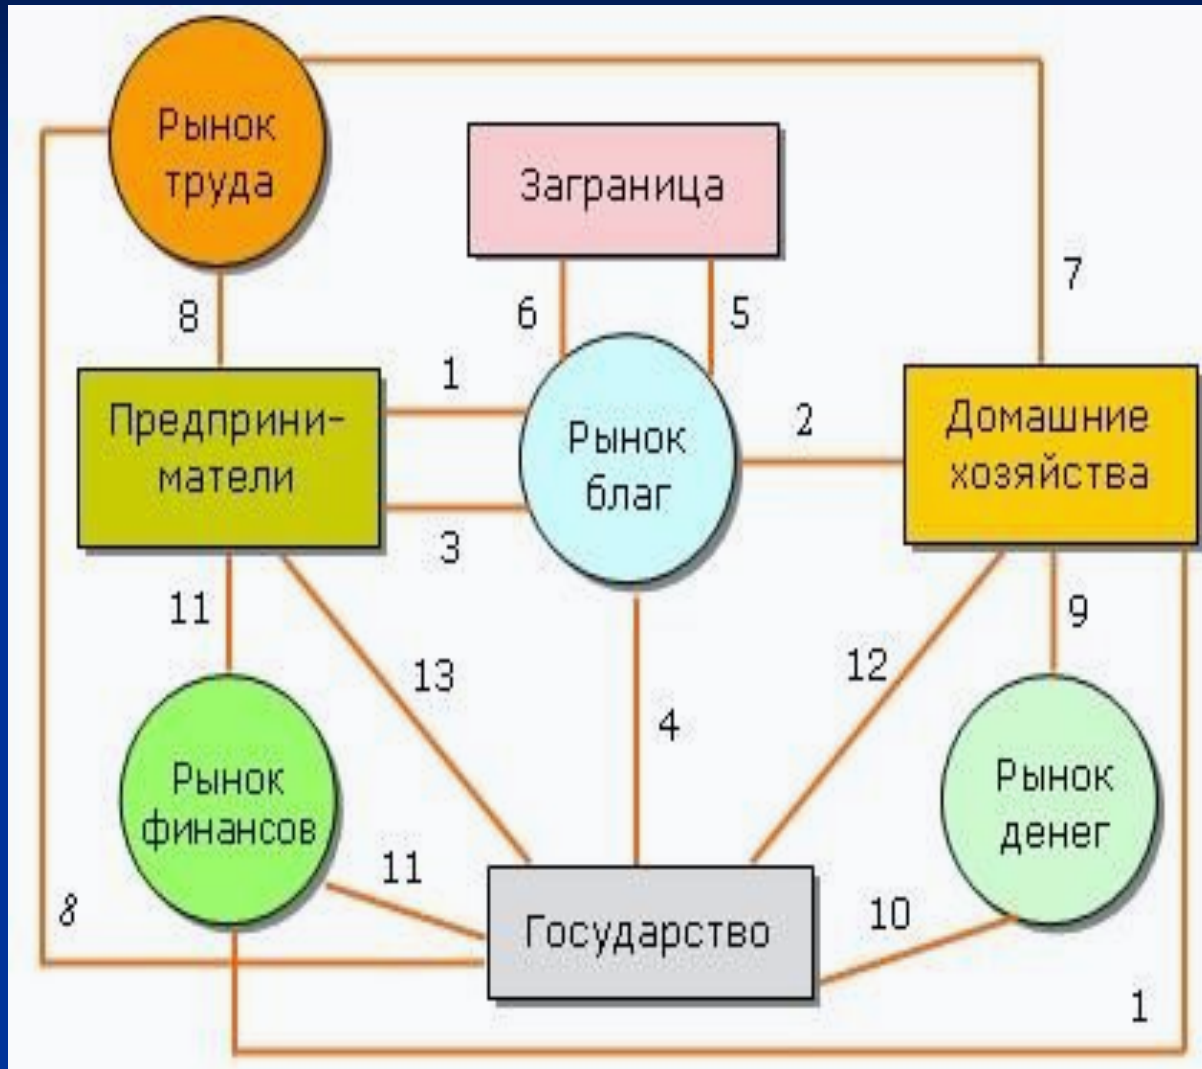 Рынок
труда
Заграница
7
8
6
5
1
2
Предприни-
матели
Рынок
благ
Домашние
хозяйства
3
11
9
13
12
4
Рынок
финансов
Рынок
денег
11
8
10
Государство
1